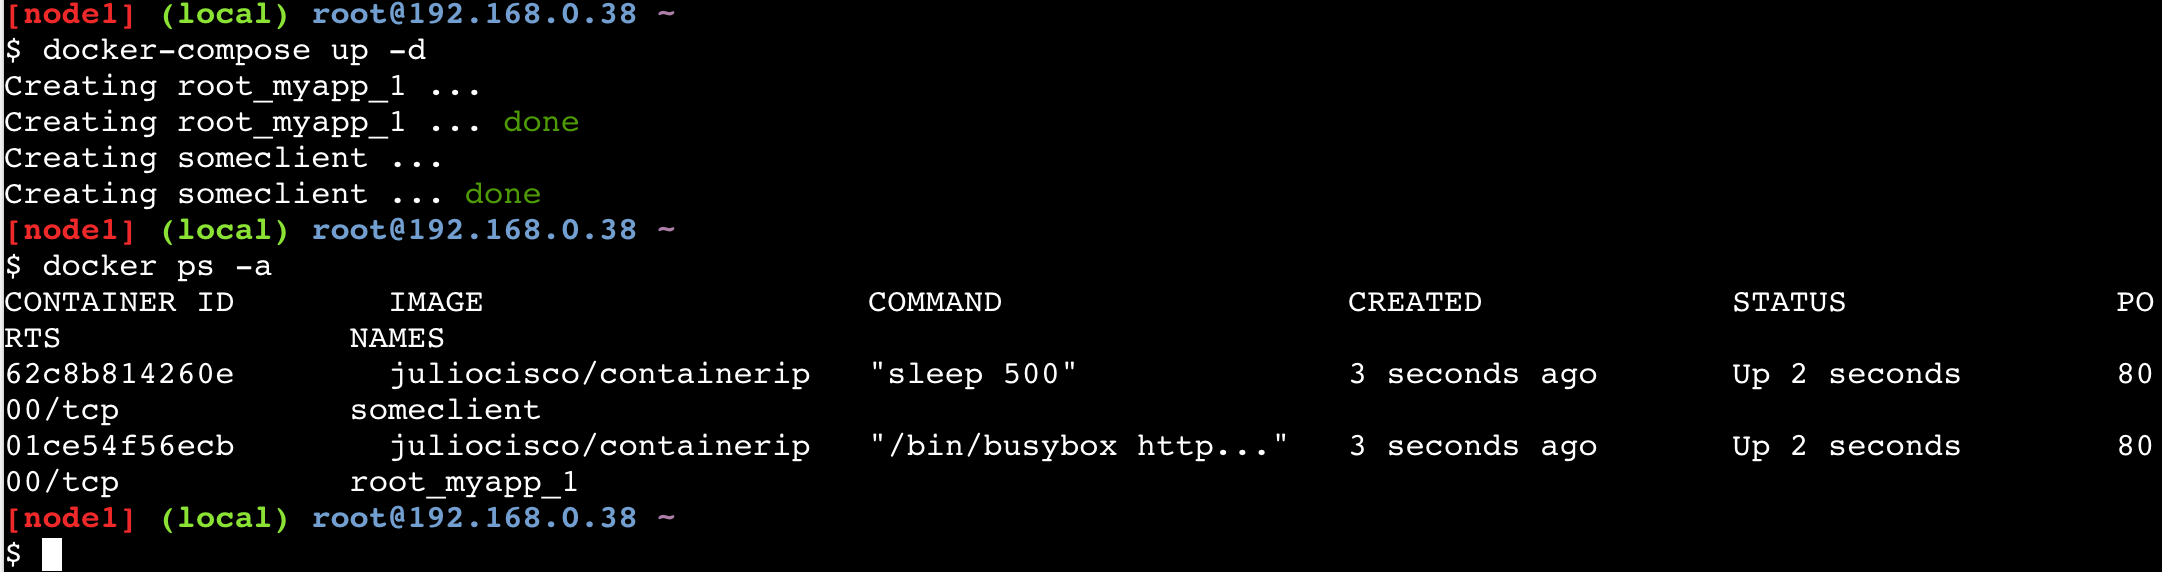 [node1] (local) root@192.168.0.38 ~
$ docker-compose up -d
Creating root_myapp_1 ...
Creating root_myapp_1 ... done
Creating someclient ...
Creating someclient ... done
[node1] (local) root@192.168.0.38 ~
$ docker ps -a
CONTAINER ID        IMAGE                    COMMAND                  CREATED             STATUS              PO
RTS               NAMES
62c8b814260e        juliocisco/containerip   "sleep 500"              3 seconds ago       Up 2 seconds        80
00/tcp            someclient
01ce54f56ecb        juliocisco/containerip   "/bin/busybox http..."   3 seconds ago       Up 2 seconds        80
00/tcp            root_myapp_1
[node1] (local) root@192.168.0.38 ~
$